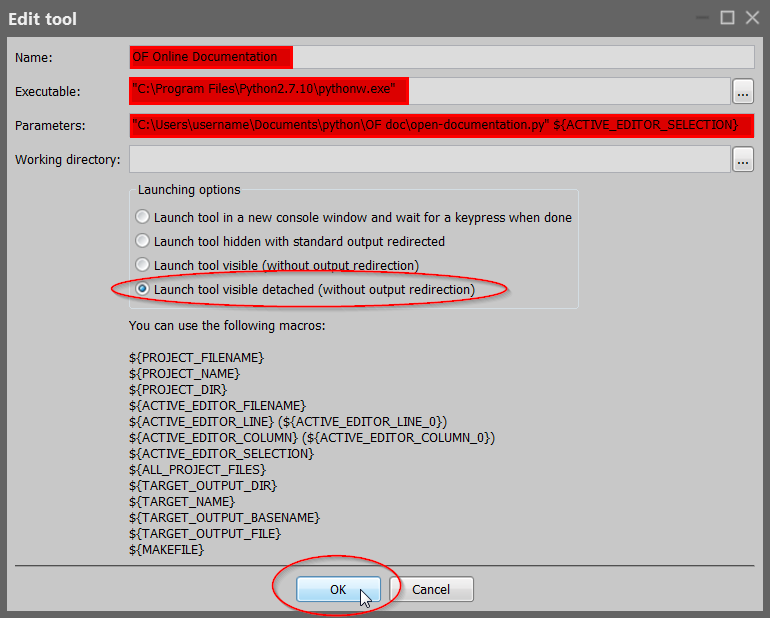 Edit tool
Name: OF Online Documentation
Executable: "C:\Program Files\Python2.7.10\pythonw.exe" ...
Parameters: "C:\Users\username\Documents\python\OF doc\open-documentation.py" ${ACTIVE_EDITOR_SELECTION}
Working directory: ...
Launching options
Launch tool in a new console window and wait for a keypress when done
Launch tool hidden with standard output redirected
Launch tool visible (without output redirection)
Launch tool visible detached (without output redirection)
You can use the following macros:
${PROJECT_FILENAME}
${PROJECT_NAME}
${PROJECT_DIR}
${ACTIVE_EDITOR_FILENAME}
${ACTIVE_EDITOR_LINE} (${ACTIVE_EDITOR_LINE_0})
${ACTIVE_EDITOR_COLUMN} (${ACTIVE_EDITOR_COLUMN_0})
${ACTIVE_EDITOR_SELECTION}
${ALL_PROJECT_FILES}
${TARGET_OUTPUT_DIR}
${TARGET_NAME}
${TARGET_OUTPUT_BASENAME}
${TARGET_OUTPUT_FILE}
${MAKEFILE}
OK Cancel